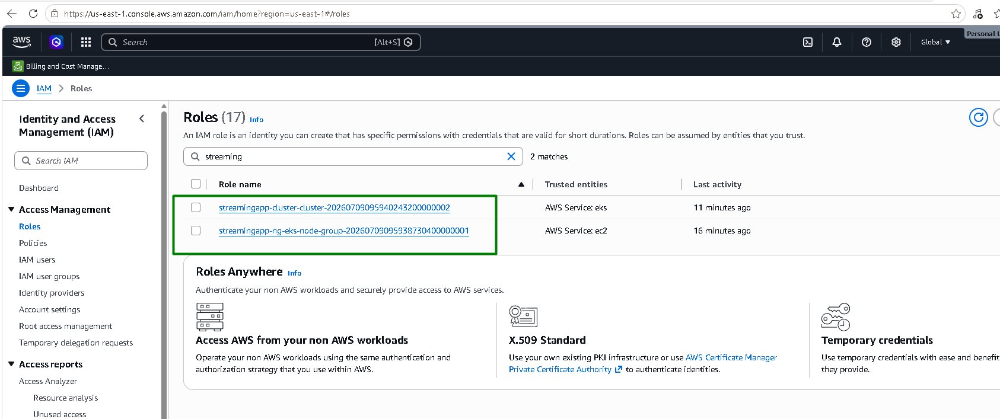 https://us-east-1.console.aws.amazon.com/iam/home?region=us-east-1#/roles
aws
Search
[Alt+S]
Global
Personal
Billing and Cost Manage...
IAM
Roles
Identity and Access
Management (IAM)
Search IAM
Dashboard
Access Management
Roles
Policies
IAM users
IAM user groups
Identity providers
Account settings
Root access management
Temporary delegation requests
Access reports
Access Analyzer
Resource analysis
Unused access
Roles (17) Info
An IAM role is an identity you can create that has specific permissions with credentials that are valid for short durations. Roles can be assumed by entities that you trust.
streaming
2 matches
Role name Trusted entities Last activity
streamingapp-cluster-cluster-20260709095940243200000002 AWS Service: eks 11 minutes ago
streamingapp-ng-eks-node-group-20260709095938730400000001 AWS Service: ec2 16 minutes ago
Roles Anywhere Info
Authenticate your non AWS workloads and securely provide access to AWS services.
Access AWS from your non AWS workloads
Operate your non AWS workloads using the same authentication and
authorization strategy that you use within AWS.
X.509 Standard
Use your own existing PKI infrastructure or use AWS Certificate Manager
Private Certificate Authority to authenticate identities.
Temporary credentials
Use temporary credentials with ease and benefit
they provide.